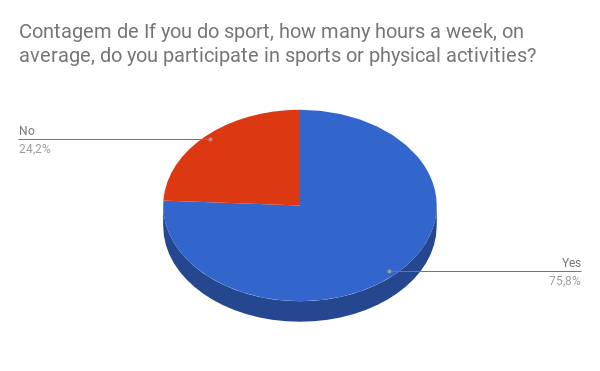 Contagem de If you do sport, how many hours a week, on
average, do you participate in sports or physical activities?
No
24,2%
Yes
75,8%